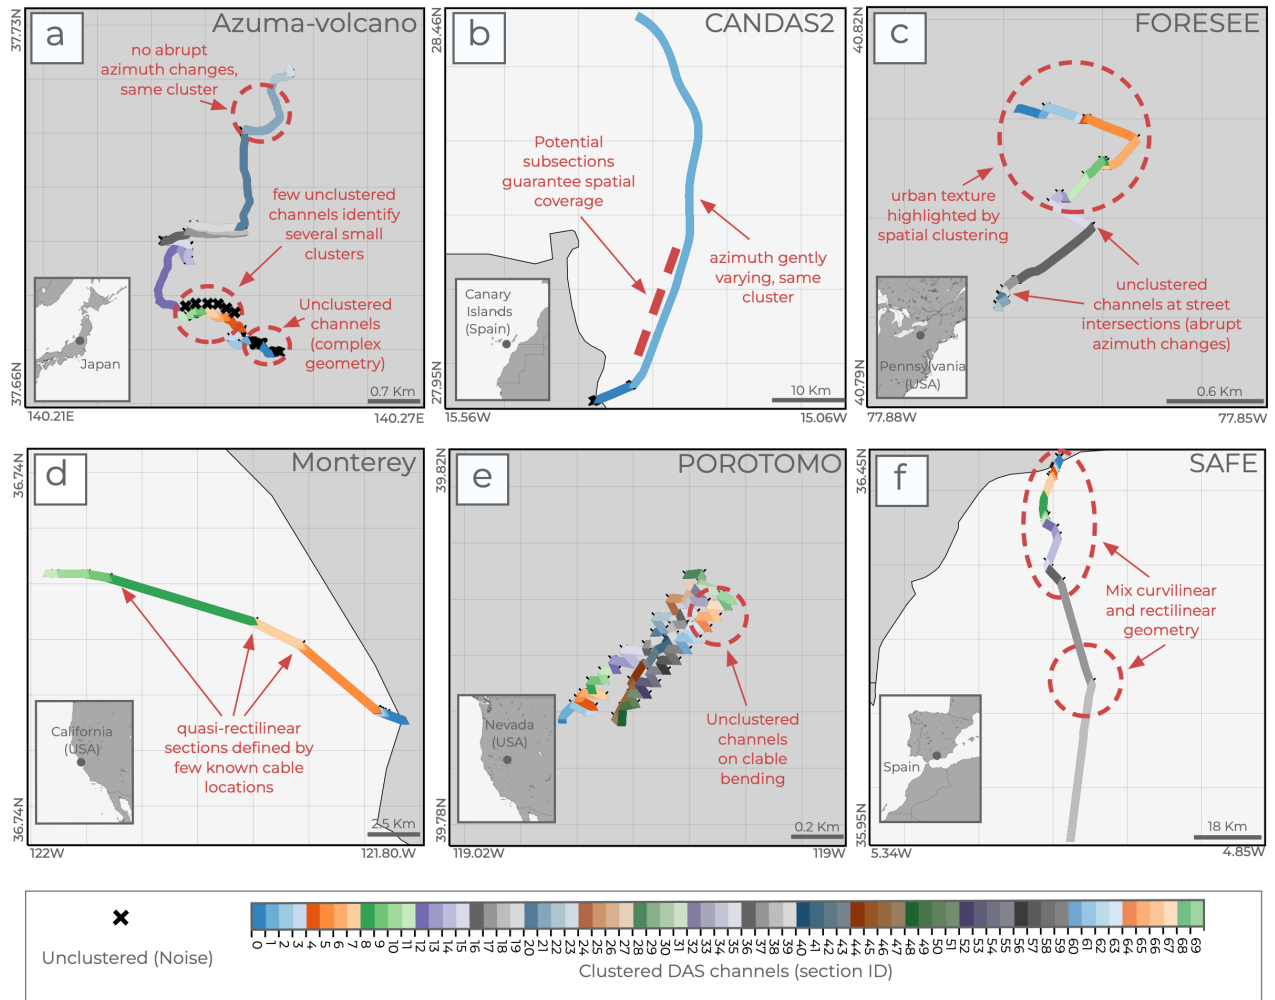 a
Azuma-volcano
37.73N
no abrupt
azimuth changes,
same cluster
few unclustered
channels identify
several small
clusters
Unclustered
channels
(complex
geometry)
Japan
0.7 Km
37.66N
140.21E
140.27E
b
CANDAS2
28.46N
Potential
subsections
guarantee spatial
coverage
azimuth gently
varying, same
cluster
Canary
Islands
(Spain)
10 Km
27.95N
15.56W
15.06W
c
FORESEE
40.82N
urban texture
highlighted by
spatial clustering
unclustered
channels at street
intersections (abrupt
azimuth changes)
Pennsylvania
(USA)
0.6 Km
40.79N
77.88W
77.85W
d
Monterey
36.74N
quasi-rectilinear
sections defined by
few known cable
locations
California
(USA)
2.5 Km
36.74N
122W
121.80.W
e
POROTOMO
39.82N
Unclustered
channels
on clable
bending
Nevada
(USA)
0.2 Km
39.78N
119.02W
119W
f
SAFE
36.45N
Mix curvilinear
and rectilinear
geometry
Spain
18 Km
35.95N
5.34W
4.85W
Unclustered (Noise)
0 1 2 3 4 5 6 7 8 9 10 11 12 13 14 15 16 17 18 19 20 21 22 23 24 25 26 27 28 29 30 31 32 33 34 35 36 37 38 39 40 41 42 43 44 45 46 47 48 49 50 51 52 53 54 55 56 57 58 59 60 61 62 63 64 65 66 67 68 69
Clustered DAS channels (section ID)